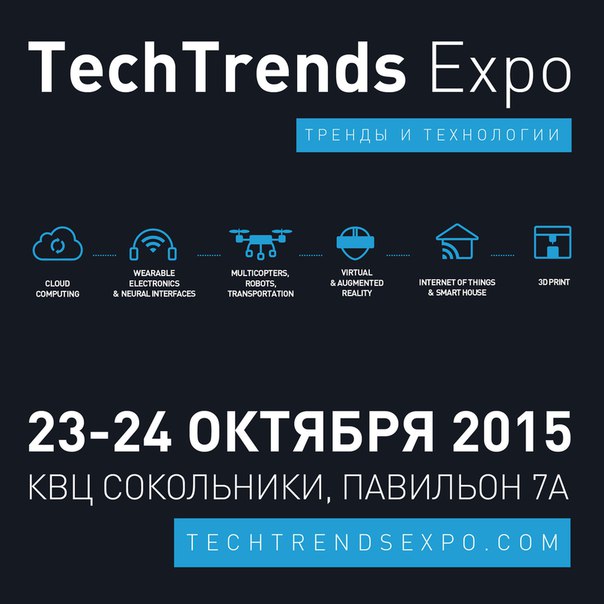 TechTrends Expo
ТРЕНДЫ И ТЕХНОЛОГИИ
CLOUD
COMPUTING
WEARABLE
ELECTRONICS
& NEURAL INTERFACES
MULTICOPTERS,
ROBOTS,
TRANSPORTATION
VIRTUAL
& AUGMENTED
REALITY
INTERNET OF THINGS
& SMART HOUSE
3D PRINT
23-24 ОКТЯБРЯ 2015
КВЦ СОКОЛЬНИКИ, ПАВИЛЬОН 7А
TECHTRENDSEXPO.COM